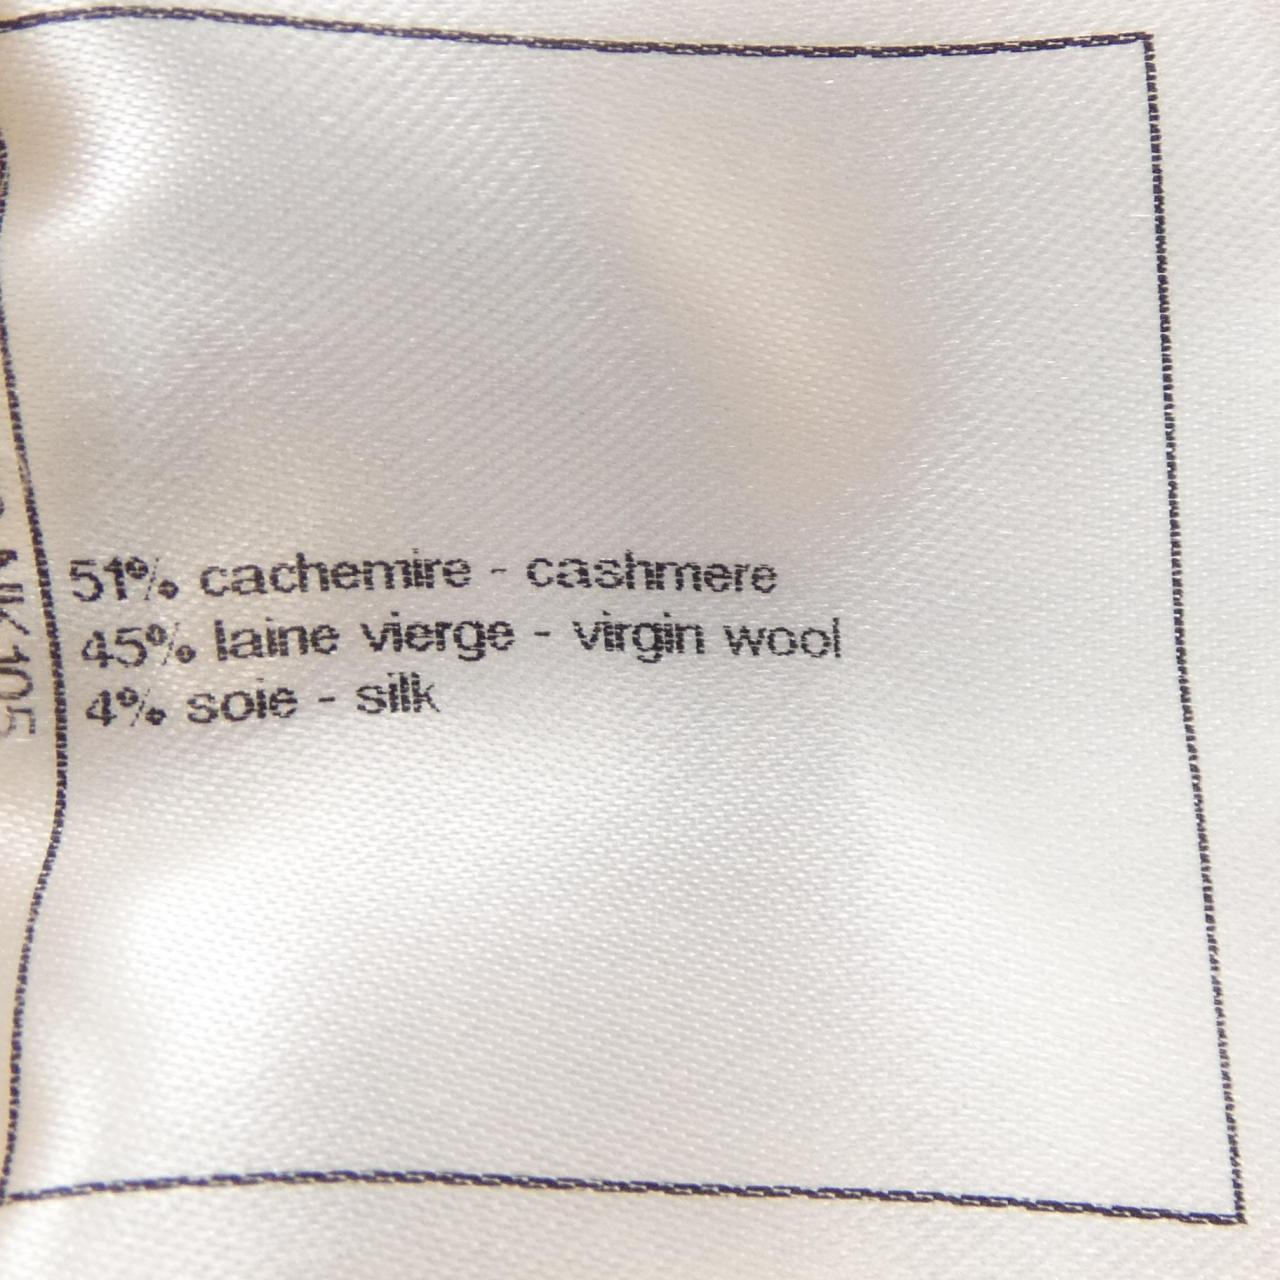 51% cachemire - cashmere
45% laine vierge - virgin wool
4% soie - silk